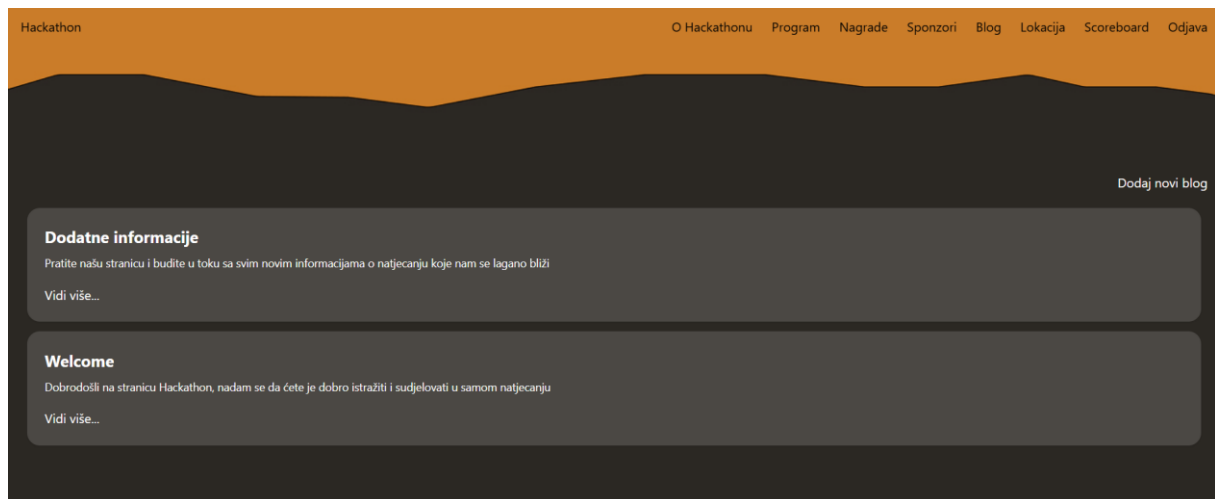 Hackathon O Hackathonu Program Nagrade Sponzori Blog Lokacija Scoreboard Odjava
Dodaj novi blog
Dodatne informacije
Pratite našu stranicu i budite u toku sa svim novim informacijama o natjecanju koje nam se lagano bliži
Vidi više...
Welcome
Dobrodošli na stranicu Hackathon, nadam se da ćete je dobro istražiti i sudjelovati u samom natjecanju
Vidi više...